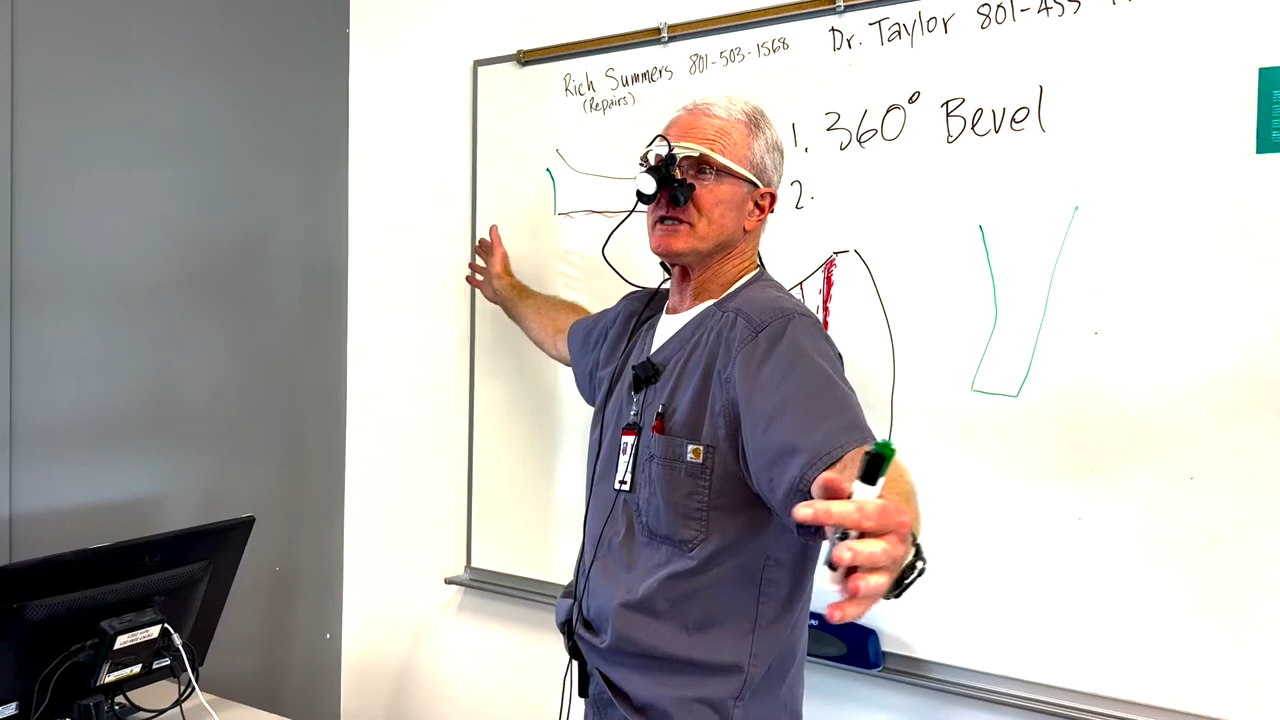 Rich Summers 801-503-1568
(Repairs)
Dr. Taylor 801-455
1. 360° Bevel
2.